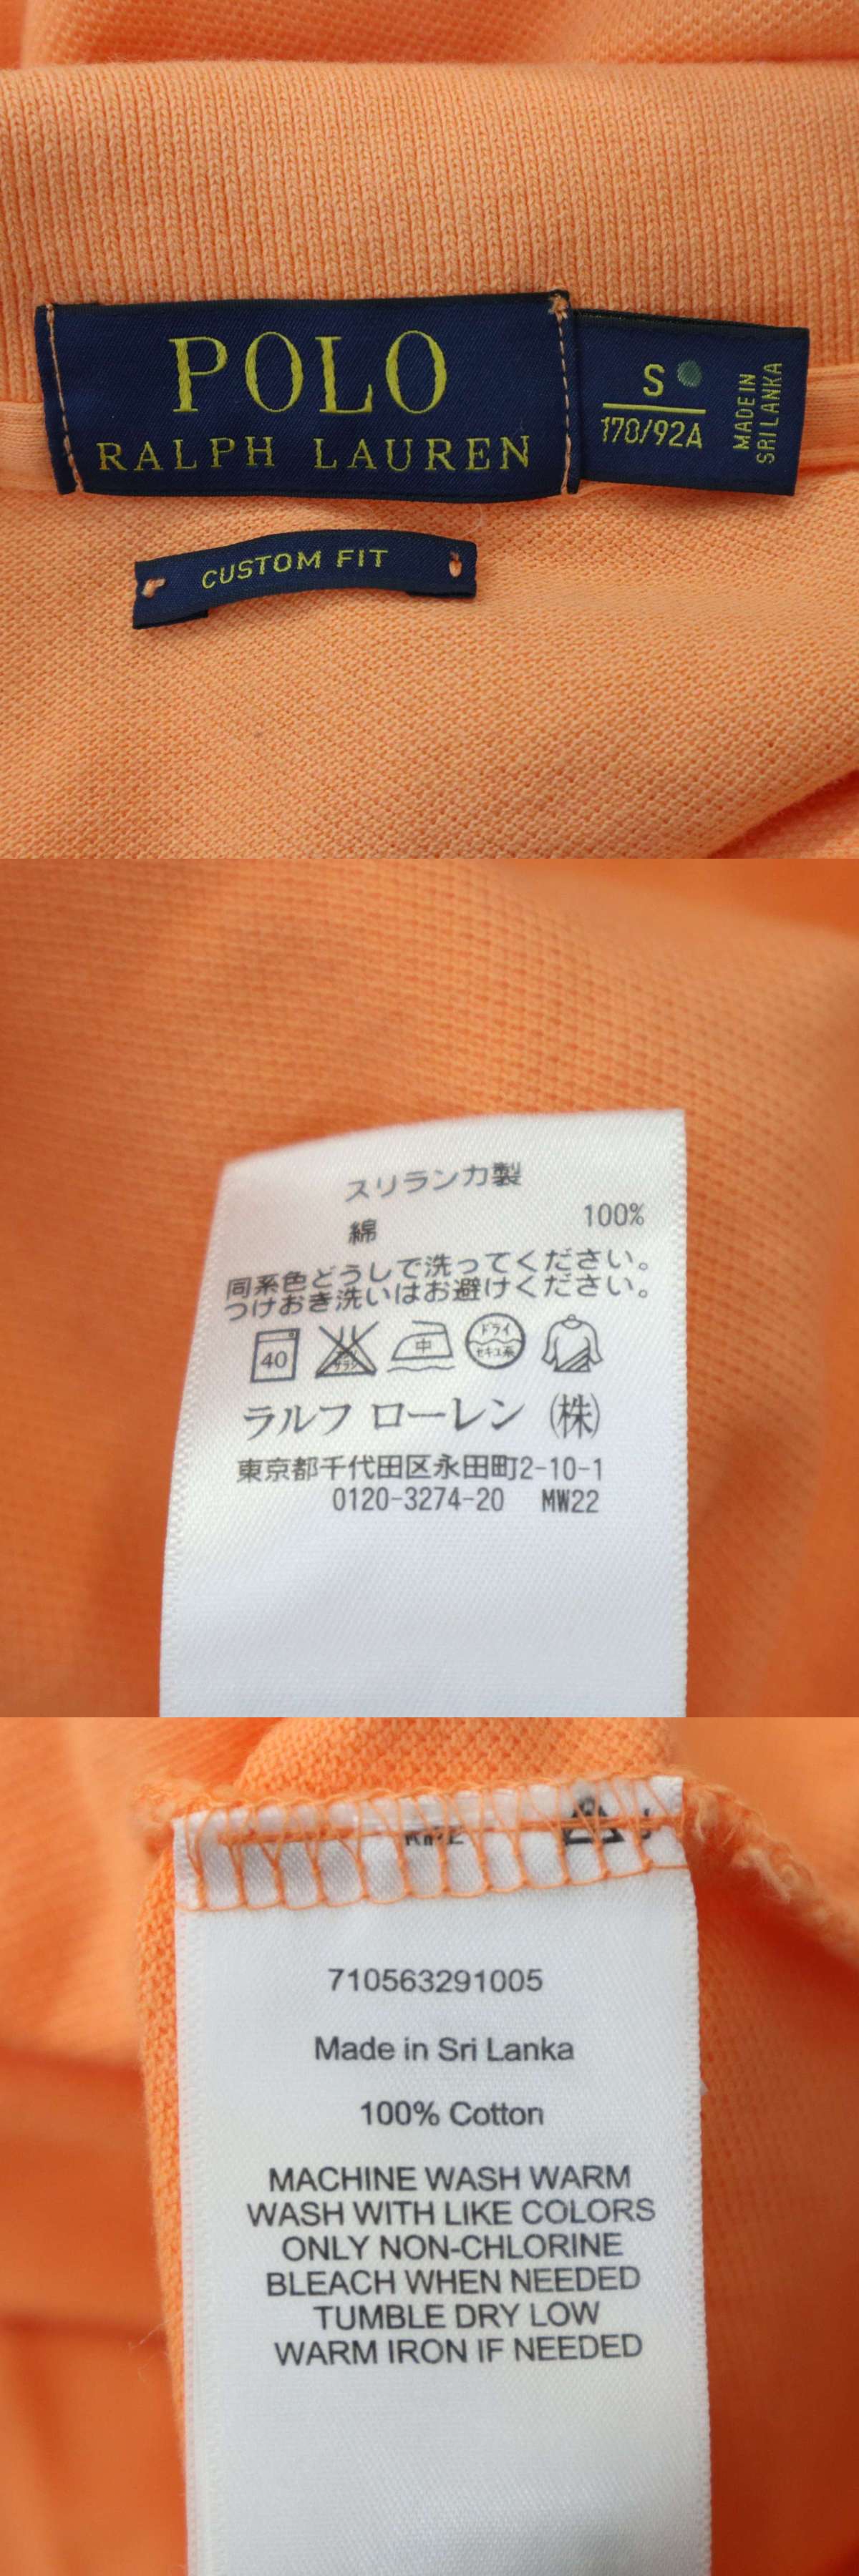 POLO
RALPH LAUREN
S
170/92A
MADE IN
SRI LANKA
CUSTOM FIT
スリランカ製
綿 100%
同系色どうしで洗ってください。
つけおき洗いはお避けください。
40
中
ドライ
セキユ系
ラルフ ローレン (株)
東京都千代田区永田町2-10-1
0120-3274-20 MW22
710563291005
Made in Sri Lanka
100% Cotton
MACHINE WASH WARM
WASH WITH LIKE COLORS
ONLY NON-CHLORINE
BLEACH WHEN NEEDED
TUMBLE DRY LOW
WARM IRON IF NEEDED